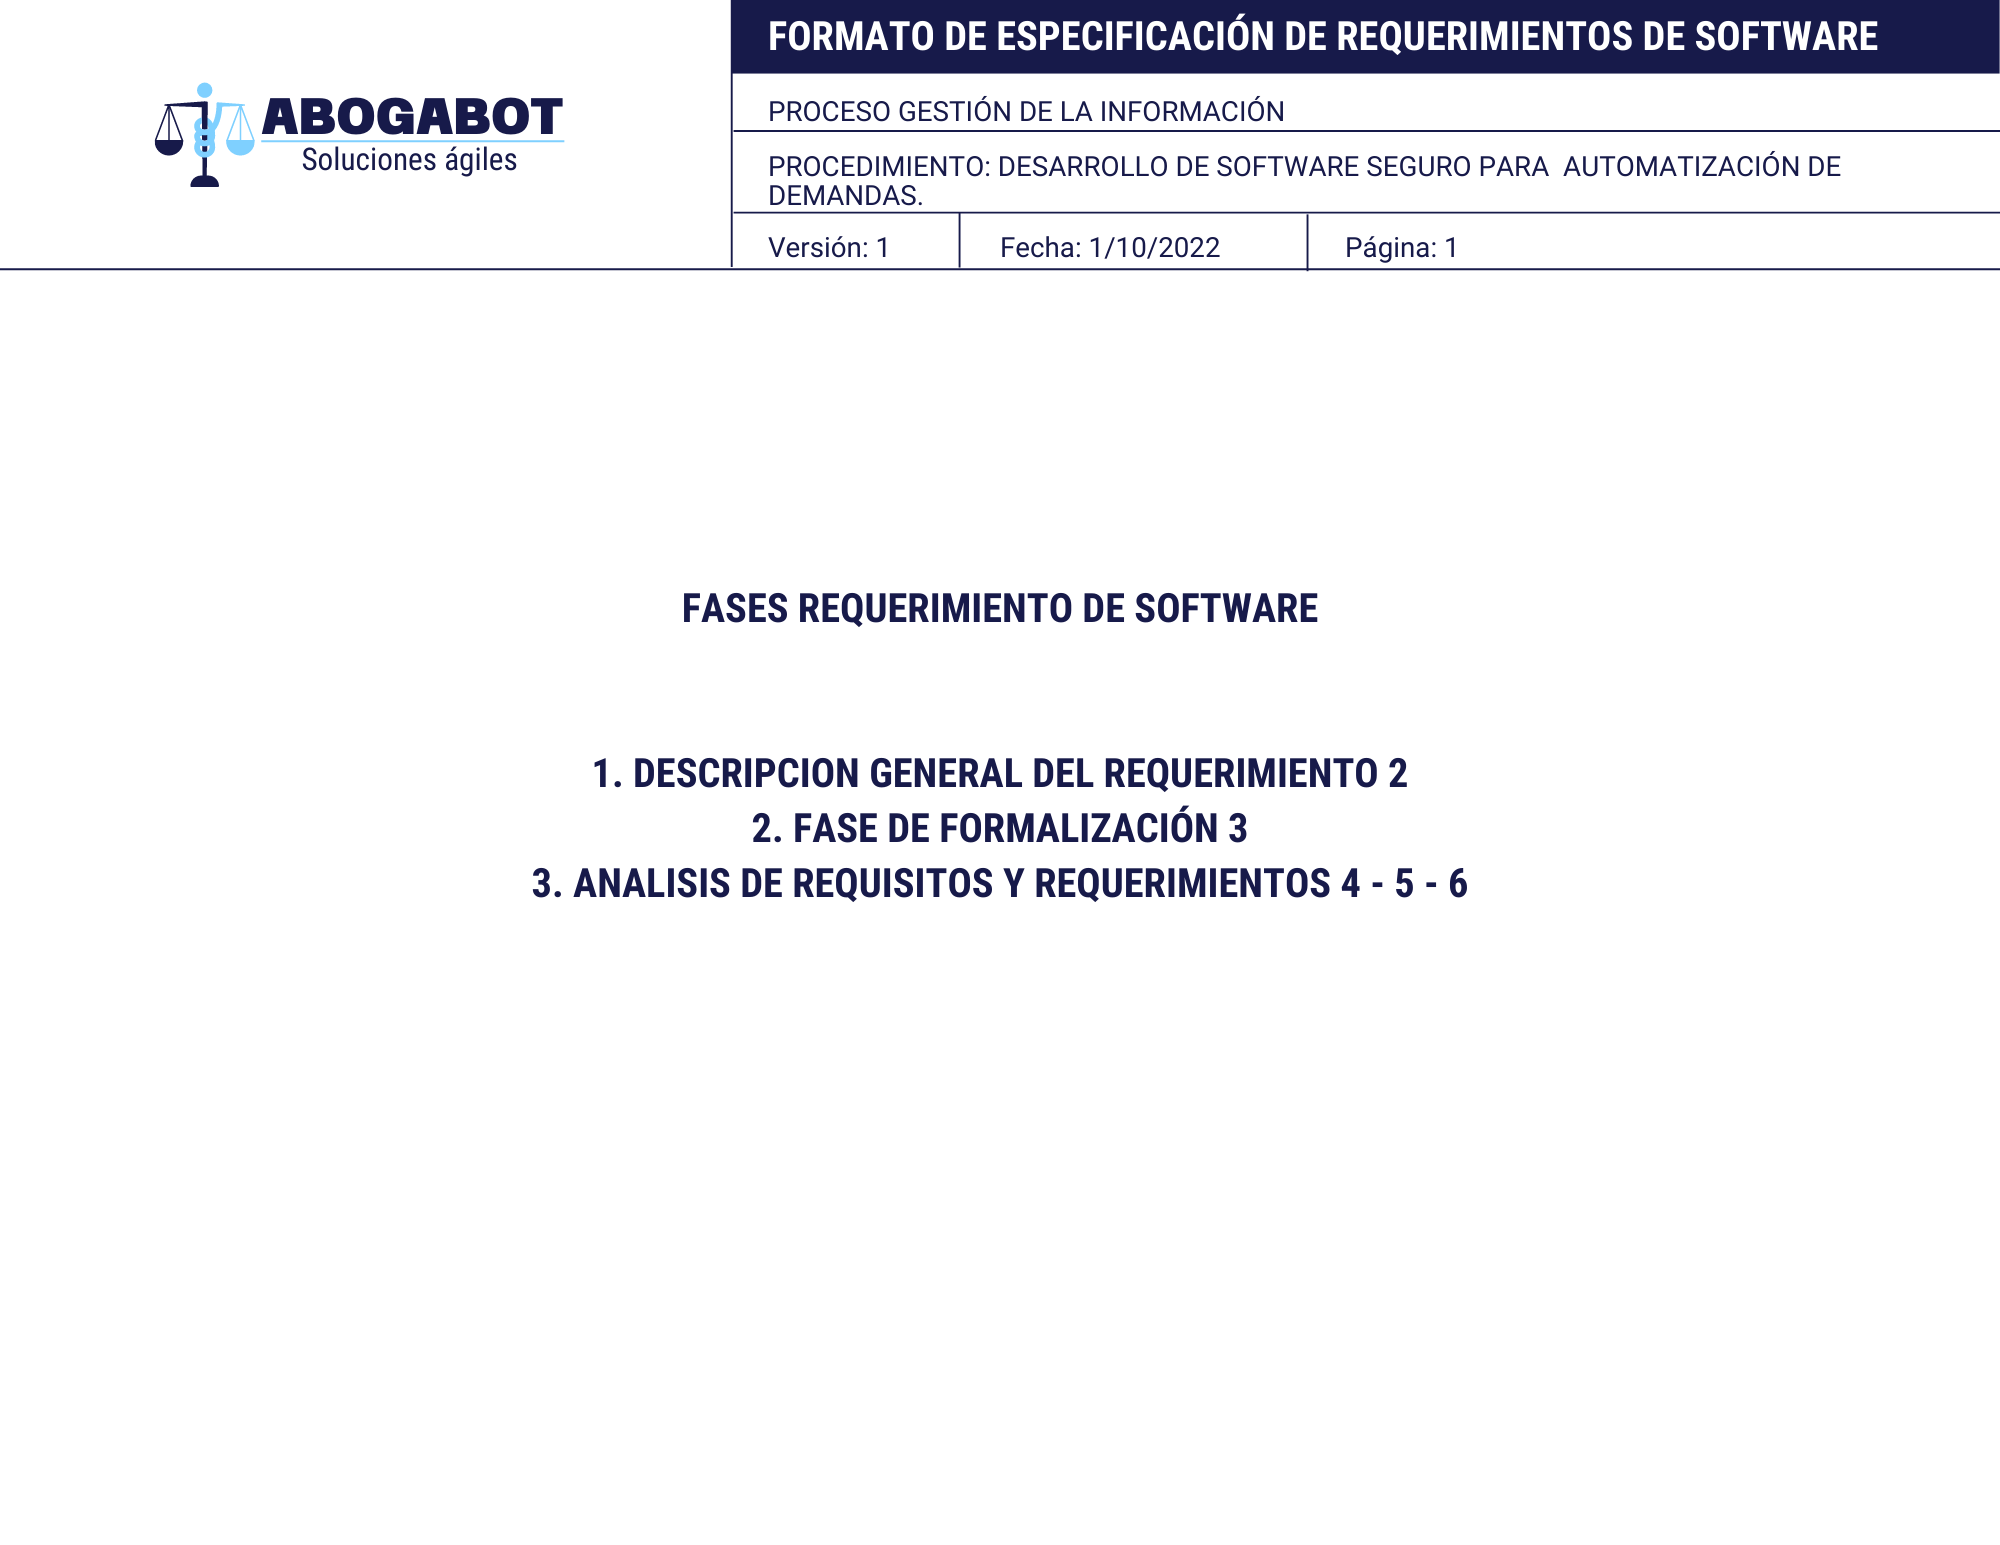 ABOGABOT
Soluciones ágiles
FORMATO DE ESPECIFICACIÓN DE REQUERIMIENTOS DE SOFTWARE
PROCESO GESTIÓN DE LA INFORMACIÓN
PROCEDIMIENTO: DESARROLLO DE SOFTWARE SEGURO PARA  AUTOMATIZACIÓN DE
DEMANDAS.
Versión: 1
Fecha: 1/10/2022
Página: 1
FASES REQUERIMIENTO DE SOFTWARE
1. DESCRIPCION GENERAL DEL REQUERIMIENTO 2
2. FASE DE FORMALIZACIÓN 3
3. ANALISIS DE REQUISITOS Y REQUERIMIENTOS 4 - 5 - 6